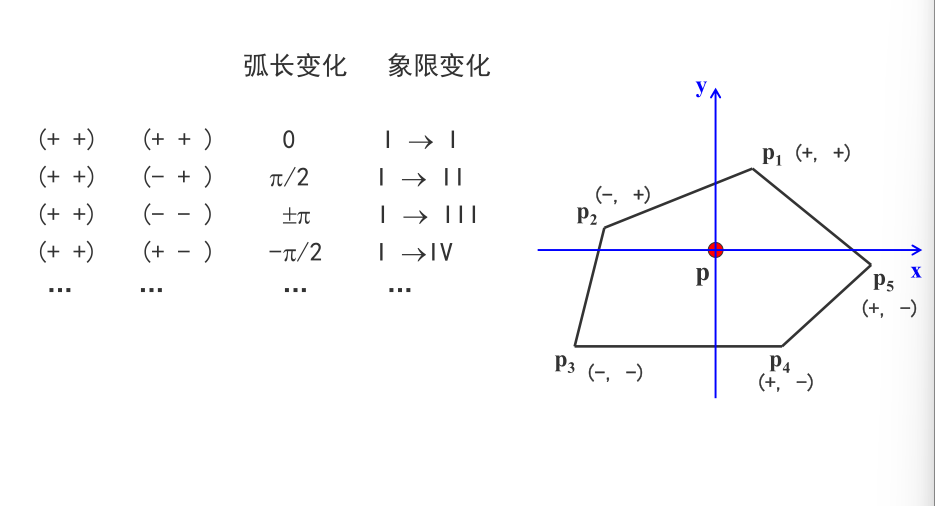 弧长变化 象限变化
(+ +) (+ + ) 0 I → I
(+ +) (- + ) π/2 I → II
(+ +) (- - ) ±π I → III
(+ +) (+ - ) -π/2 I →IV
... ... ... ...
y
p1 (+, +)
(-, +)
p2
p
x
p5
(+, -)
p3 (-, -)
p4
(+, -)